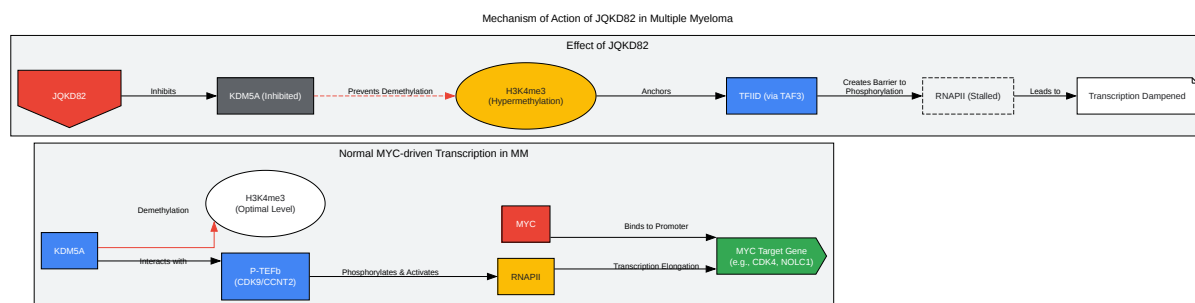 Mechanism of Action of JQKD82 in Multiple Myeloma
Effect of JQKD82
JQKD82
Inhibits
KDM5A (Inhibited)
Prevents Demethylation
H3K4me3
(Hypermethylation)
Anchors
TFIID (via TAF3)
Creates Barrier to
Phosphorylation
RNAPII (Stalled)
Leads to
Transcription Dampened
Normal MYC-driven Transcription in MM
H3K4me3
(Optimal Level)
Demethylation
KDM5A
Interacts with
P-TEFb
(CDK9/CCNT2)
Phosphorylates & Activates
MYC
Binds to Promoter
RNAPII
Transcription Elongation
MYC Target Gene
(e.g., CDK4, NOLC1)